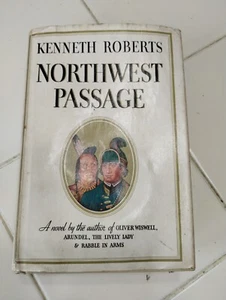 KENNETH ROBERTS
NORTHWEST
PASSAGE
A novel by the author of OLIVER WISWELL,
ARUNDEL, THE LIVELY LADY
& RABBLE IN ARMS